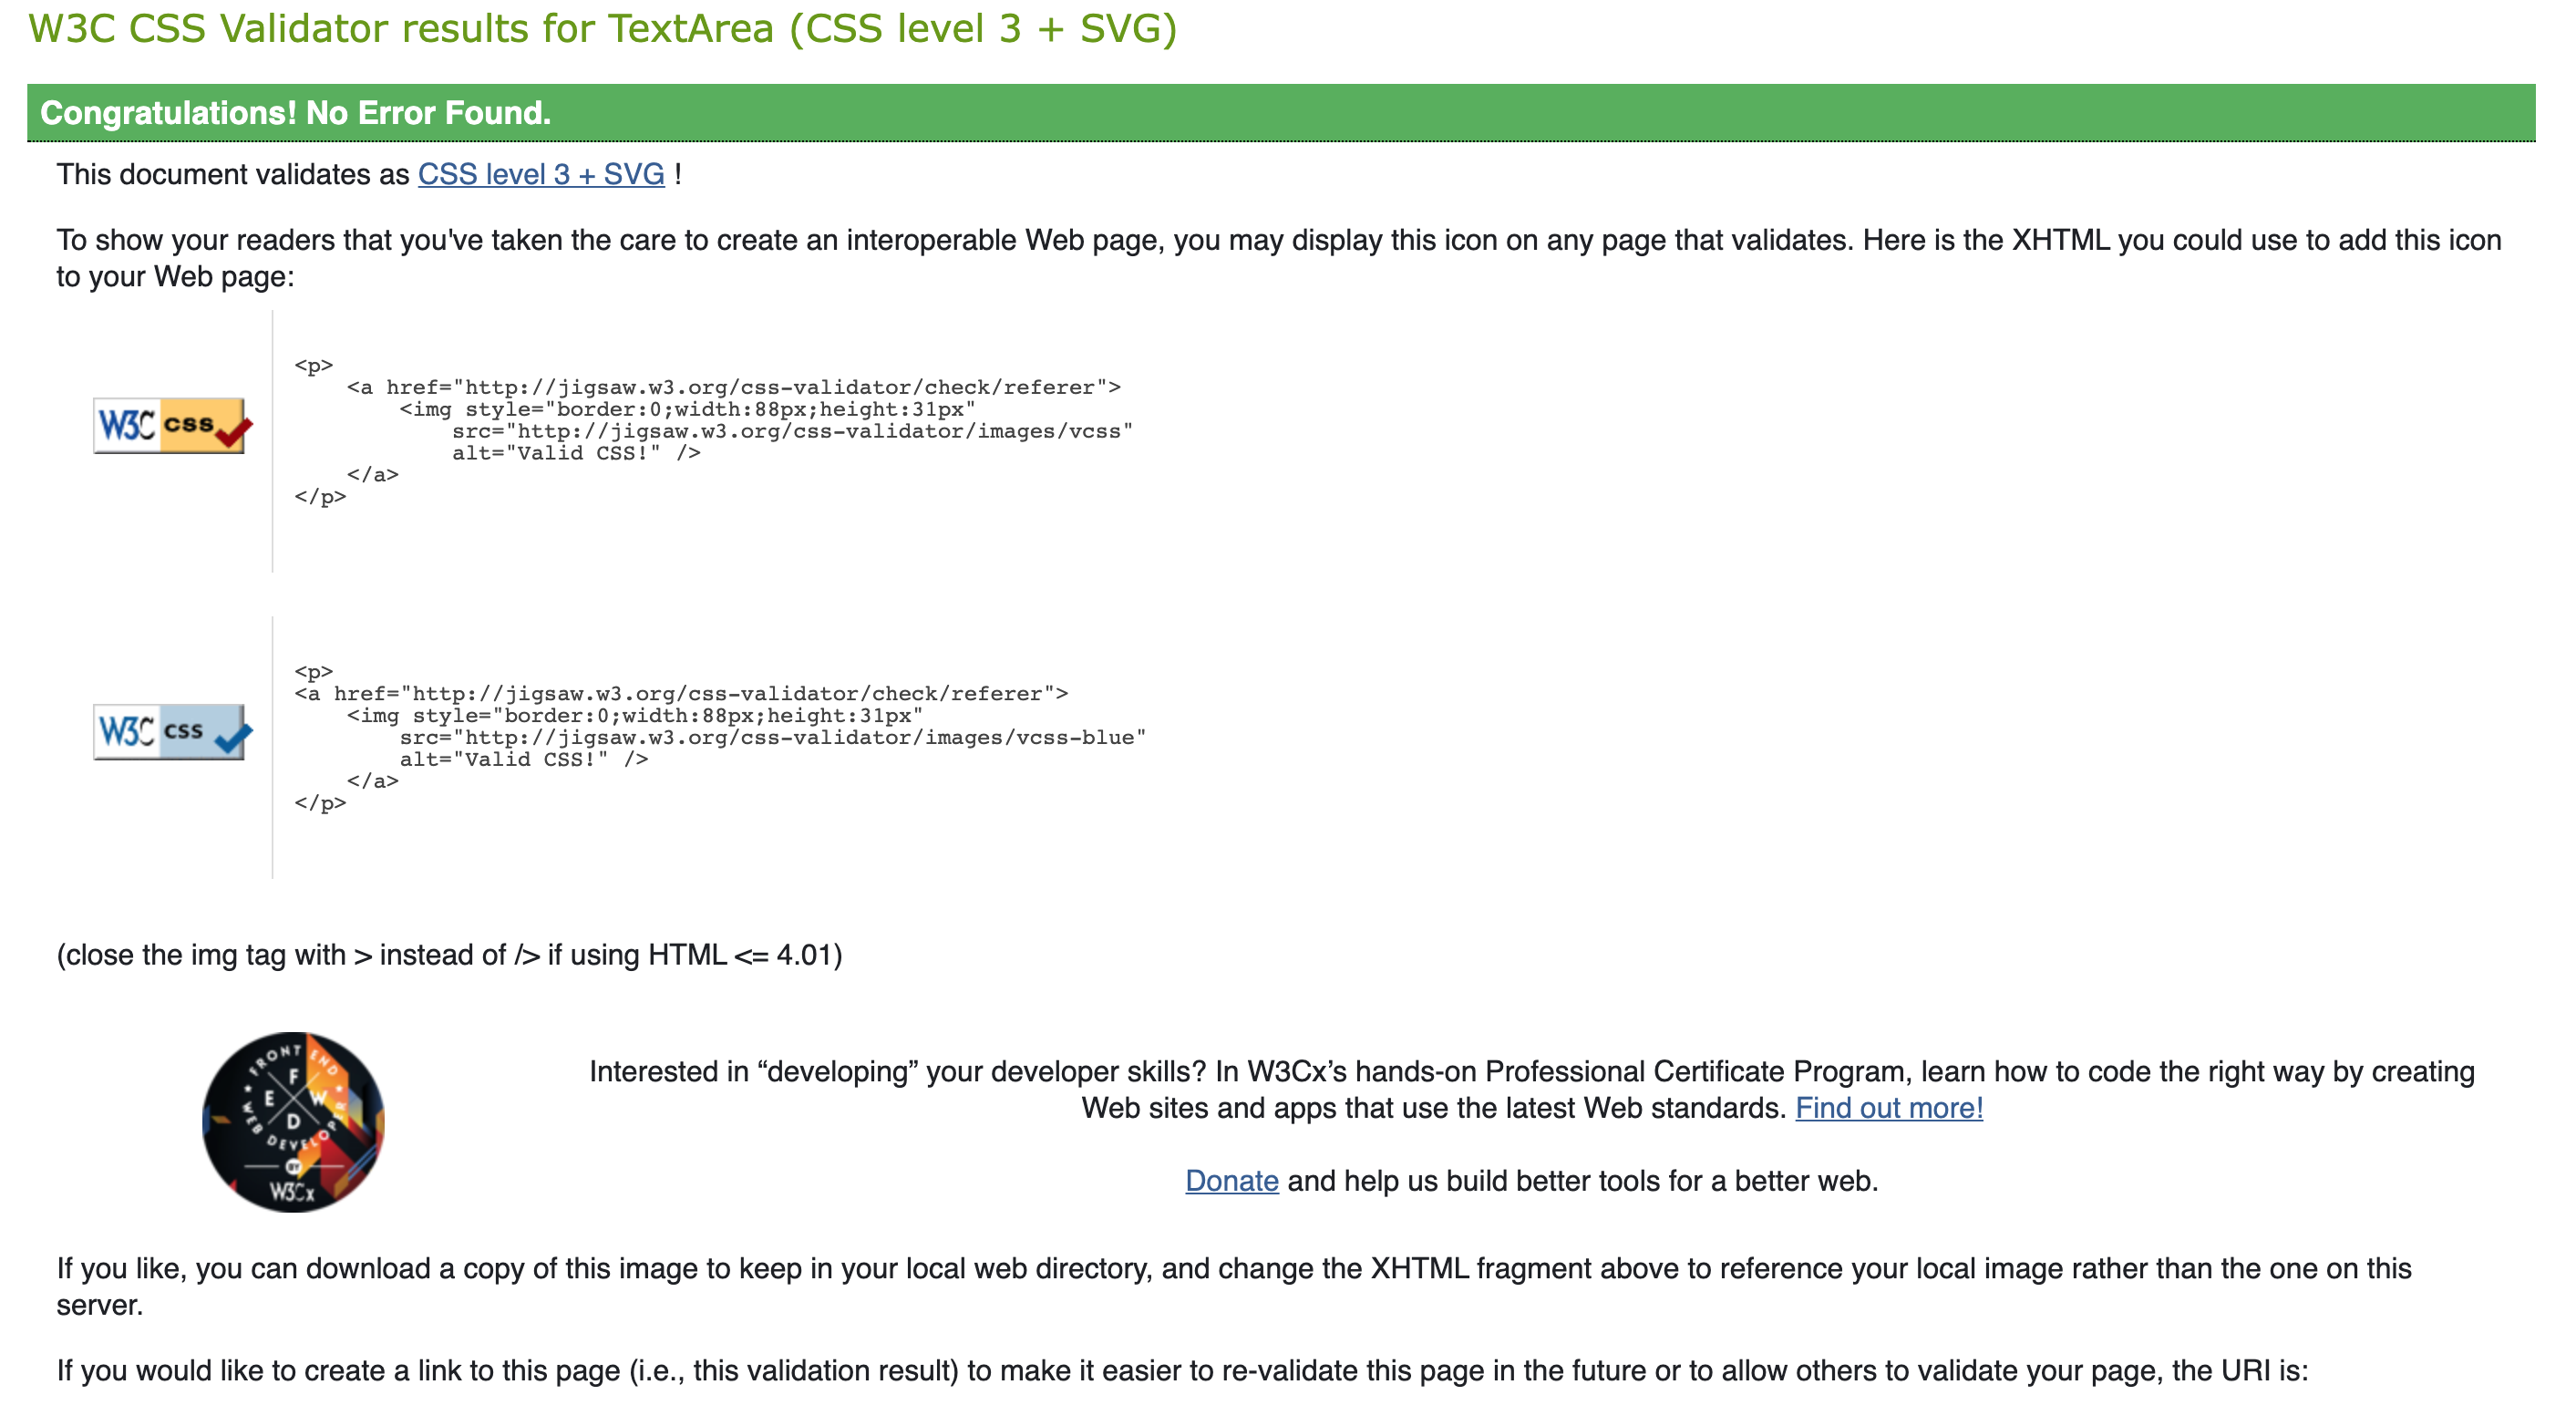 W3C CSS Validator results for TextArea (CSS level 3 + SVG)
Congratulations! No Error Found.
This document validates as CSS level 3 + SVG !
To show your readers that you've taken the care to create an interoperable Web page, you may display this icon on any page that validates. Here is the XHTML you could use to add this icon
to your Web page:
W3C css
<p>
    <a href="http://jigsaw.w3.org/css-validator/check/referer">
        <img style="border:0;width:88px;height:31px"
            src="http://jigsaw.w3.org/css-validator/images/vcss"
            alt="Valid CSS!" />
    </a>
</p>
W3C css
<p>
<a href="http://jigsaw.w3.org/css-validator/check/referer">
    <img style="border:0;width:88px;height:31px"
        src="http://jigsaw.w3.org/css-validator/images/vcss-blue"
        alt="Valid CSS!" />
    </a>
</p>
(close the img tag with > instead of /> if using HTML <= 4.01)
FRONT END
WEB DEVELOPER
F
E W
D
BY
W3Cx
Interested in “developing” your developer skills? In W3Cx’s hands-on Professional Certificate Program, learn how to code the right way by creating
Web sites and apps that use the latest Web standards. Find out more!
Donate and help us build better tools for a better web.
If you like, you can download a copy of this image to keep in your local web directory, and change the XHTML fragment above to reference your local image rather than the one on this
server.
If you would like to create a link to this page (i.e., this validation result) to make it easier to re-validate this page in the future or to allow others to validate your page, the URI is: